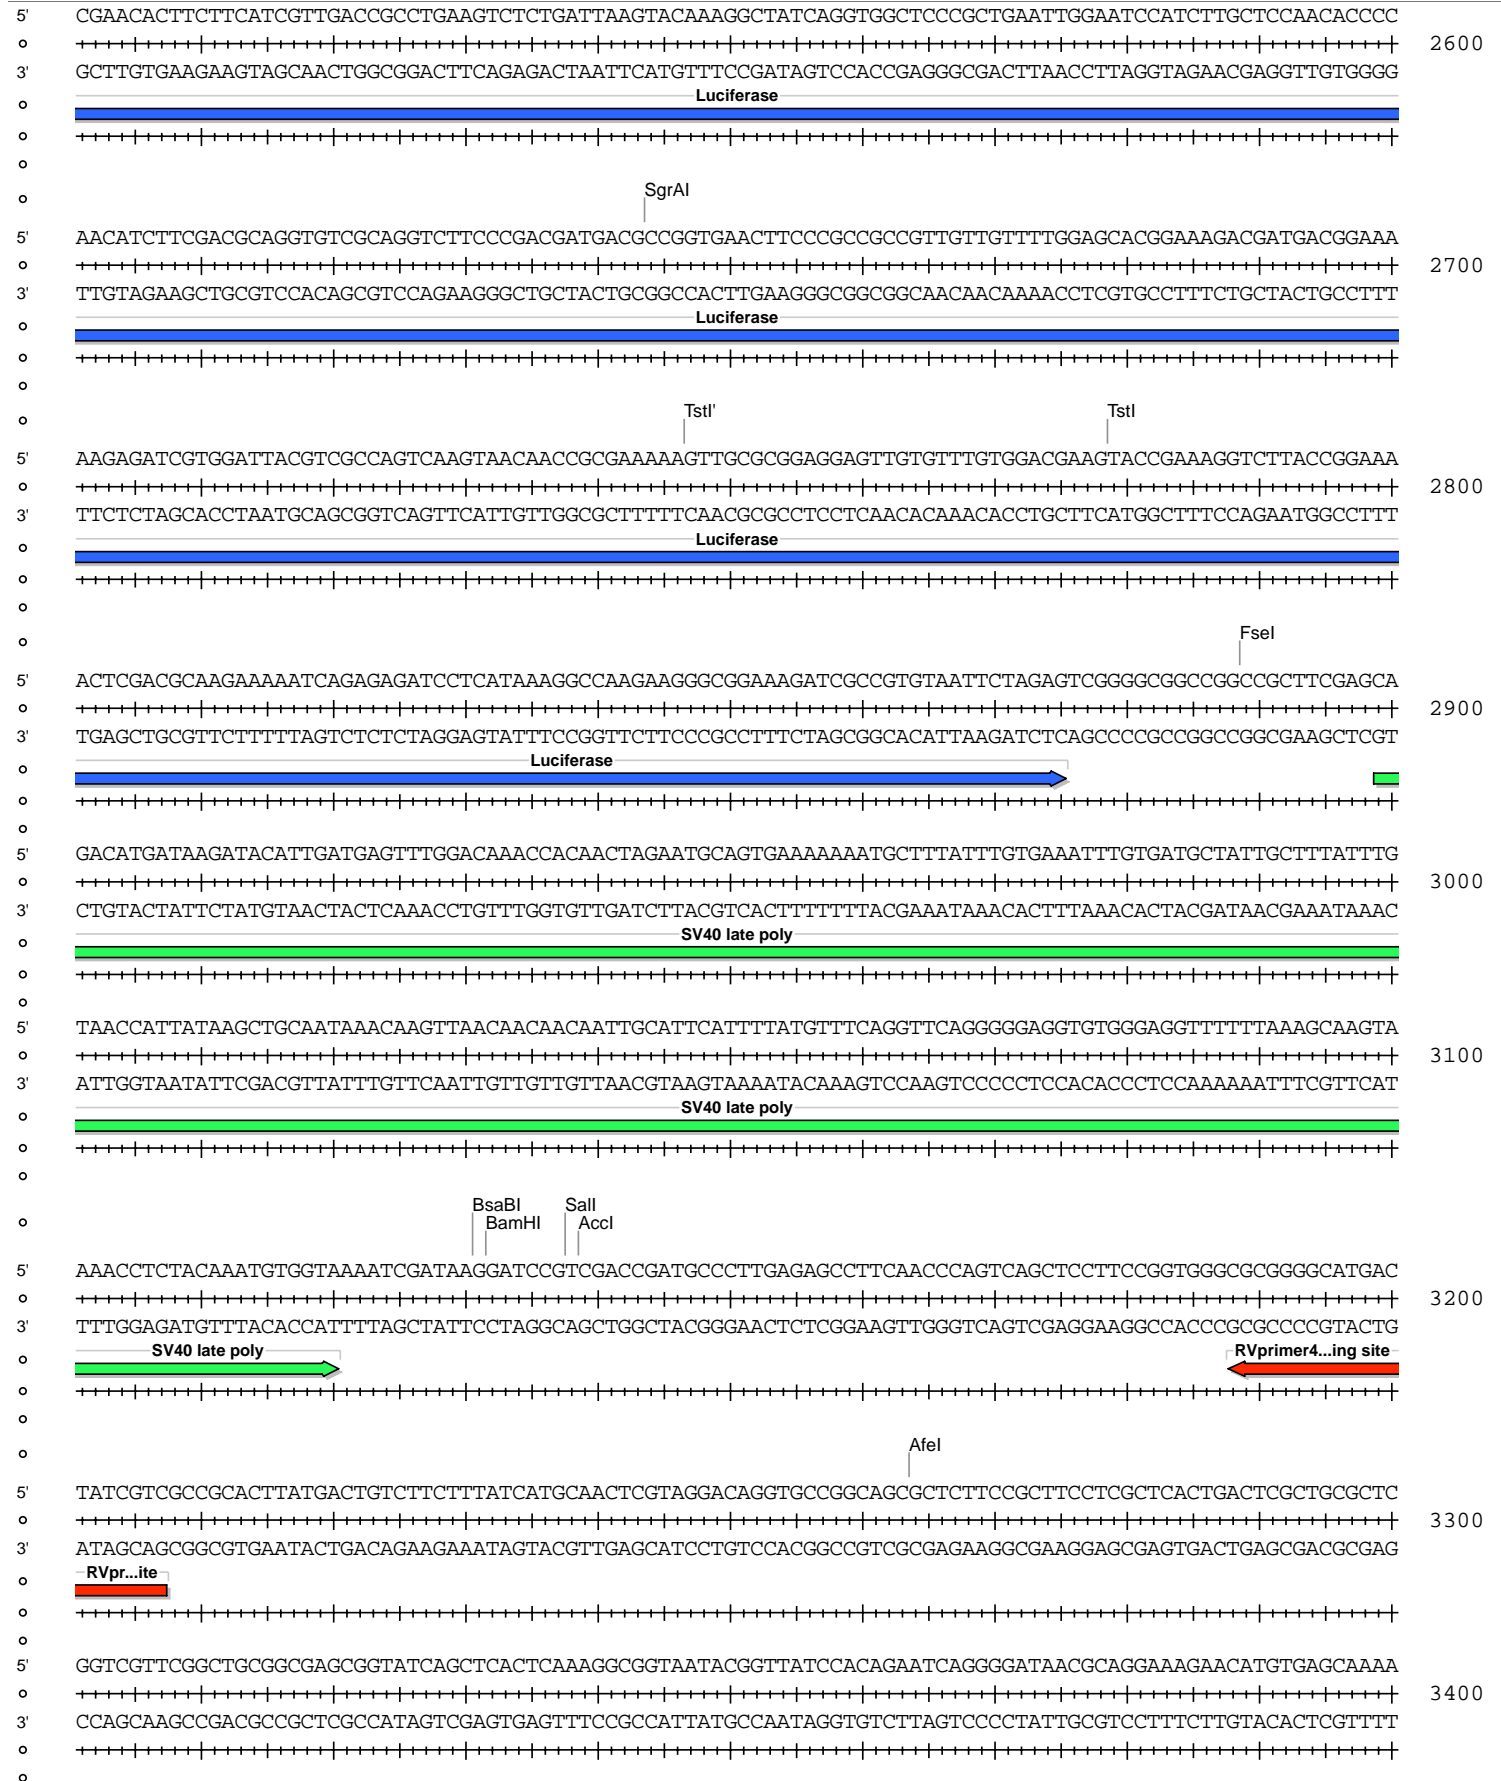 5' CGAACACTTCTTCATCGTTGACCGCCTGAAGTCTCTGATTAAGTACAAAGGCTATCAGGTGGCTCCCGCTGAATTGGAATCCATCTTGCTCCAACACCCC
2600
3' GCTTGTGAAGAAGTAGCAACTGGCGGACTTCAGAGACTAATTCATGTTTCCGATAGTCCACCGAGGGCGACTTAACCTTAGGTAGAACGAGGTTGTGGGG
Luciferase
SgrAI
5' AACATCTTCGACGCAGGTGTCGCAGGTCTTCCCGACGATGACGCCGGTGAACTTCCCGCCGCCGTTGTTGTTTTGGAGCACGGAAAGACGATGACGGAAA
2700
3' TTGTAGAAGCTGCGTCCACAGCGTCCAGAAGGGCTGCTACTGCGGCCACTTGAAGGGCGGCGGCAACAACAAAACCTCGTGCCTTTCTGCTACTGCCTTT
Luciferase
TstI' TstI
5' AAGAGATCGTGGATTACGTCGCCAGTCAAGTAACAACCGCGAAAAAGTTGCGCGGAGGAGTTGTGTTTGTGGACGAAGTACCGAAAGGTCTTACCGGAAA
2800
3' TTCTCTAGCACCTAATGCAGCGGTCAGTTCATTGTTGGCGCTTTTTCAACGCGCCTCCTCAACACAAACACCTGCTTCATGGCTTTCCAGAATGGCCTTT
Luciferase
FseI
5' ACTCGACGCAAGAAAAATCAGAGAGATCCTCATAAAGGCCAAGAAGGGCGGAAAGATCGCCGTGTAATTCTAGAGTCGGGGCGGCCGGCCGCTTCGAGCA
2900
3' TGAGCTGCGTTCTTTTTAGTCTCTCTAGGAGTATTTCCGGTTCTTCCCGCCTTTCTAGCGGCACATTAAGATCTCAGCCCCGCCGGCCGGCGAAGCTCGT
Luciferase
5' GACATGATAAGATACATTGATGAGTTTGGACAAACCACAACTAGAATGCAGTGAAAAAAATGCTTTATTTGTGAAATTTGTGATGCTATTGCTTTATTTG
3000
3' CTGTACTATTCTATGTAACTACTCAAACCTGTTTGGTGTTGATCTTACGTCACTTTTTTTACGAAATAAACACTTTAAACACTACGATAACGAAATAAAC
SV40 late poly
5' TAACCATTATAAGCTGCAATAAACAAGTTAACAACAACAATTGCATTCATTTTATGTTTCAGGTTCAGGGGGAGGTGTGGGAGGTTTTTTAAAGCAAGTA
3100
3' ATTGGTAATATTCGACGTTATTTGTTCAATTGTTGTTGTTAACGTAAGTAAAATACAAAGTCCAAGTCCCCCTCCACACCCTCCAAAAAATTTCGTTCAT
SV40 late poly
BsaBI SalI
BamHI AccI
5' AAACCTCTACAAATGTGGTAAAATCGATAAGGATCCGTCGACCGATGCCCTTGAGAGCCTTCAACCCAGTCAGCTCCTTCCGGTGGGCGCGGGGCATGAC
3200
3' TTTGGAGATGTTTACACCATTTTAGCTATTCCTAGGCAGCTGGCTACGGGAACTCTCGGAAGTTGGGTCAGTCGAGGAAGGCCACCCGCGCCCCGTACTG
SV40 late poly RVprimer4...ing site
AfeI
5' TATCGTCGCCGCACTTATGACTGTCTTCTTTATCATGCAACTCGTAGGACAGGTGCCGGCAGCGCTCTTCCGCTTCCTCGCTCACTGACTCGCTGCGCTC
3300
3' ATAGCAGCGGCGTGAATACTGACAGAAGAAATAGTACGTTGAGCATCCTGTCCACGGCCGTCGCGAGAAGGCGAAGGAGCGAGTGACTGAGCGACGCGAG
RVpr...ite
5' GGTCGTTCGGCTGCGGCGAGCGGTATCAGCTCACTCAAAGGCGGTAATACGGTTATCCACAGAATCAGGGGATAACGCAGGAAAGAACATGTGAGCAAAA
3400
3' CCAGCAAGCCGACGCCGCTCGCCATAGTCGAGTGAGTTTCCGCCATTATGCCAATAGGTGTCTTAGTCCCCTATTGCGTCCTTTCTTGTACACTCGTTTT